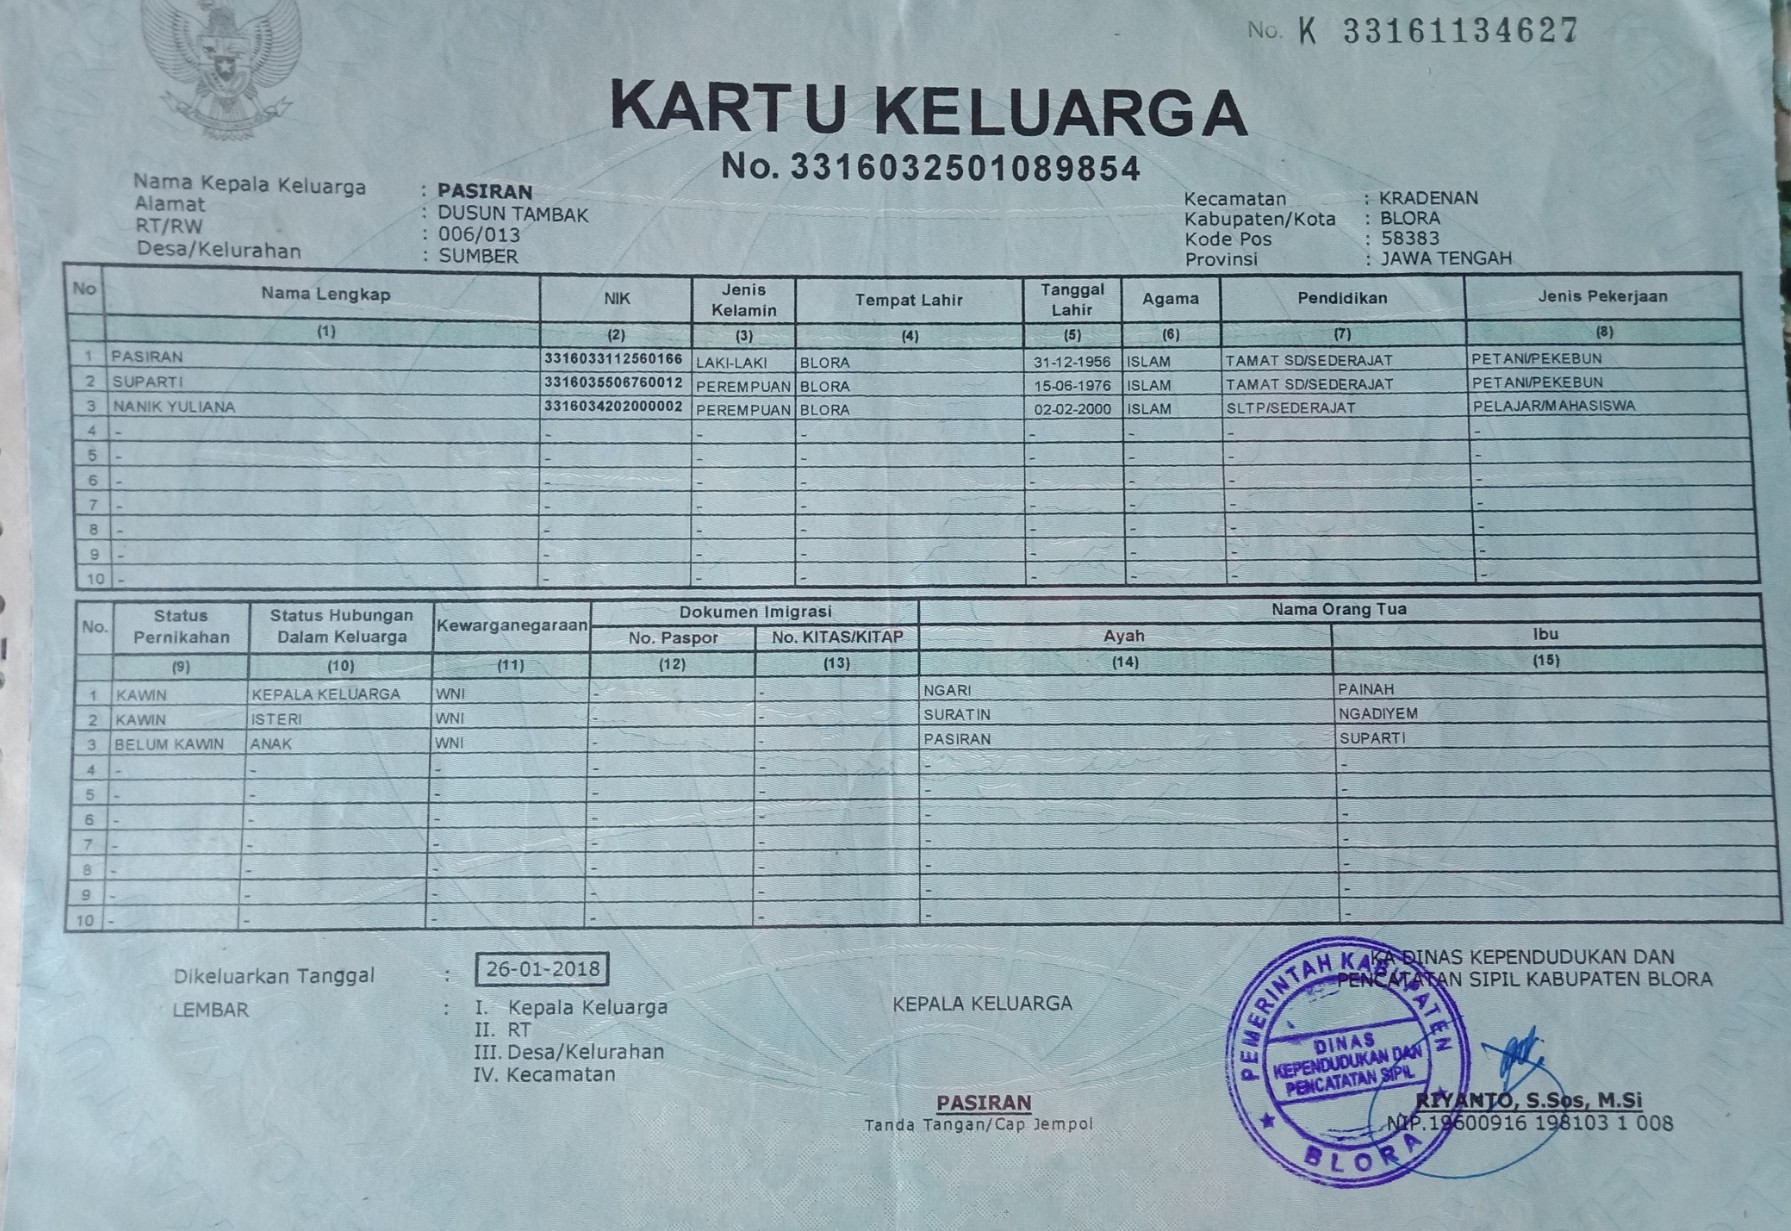 No. K 33161134627
KARTU KELUARGA
No. 3316032501089854
Nama Kepala Keluarga : PASIRAN
Alamat : DUSUN TAMBAK
RT/RW : 006/013
Desa/Kelurahan : SUMBER
Kecamatan : KRADENAN
Kabupaten/Kota : BLORA
Kode Pos : 58383
Provinsi : JAWA TENGAH
No Nama Lengkap NIK Jenis Kelamin Tempat Lahir Tanggal Lahir Agama Pendidikan Jenis Pekerjaan
(1) (2) (3) (4) (5) (6) (7) (8)
1 PASIRAN 3316033112560166 LAKI-LAKI BLORA 31-12-1956 ISLAM TAMAT SD/SEDERAJAT PETANI/PEKEBUN
2 SUPARTI 3316035506760012 PEREMPUAN BLORA 15-06-1976 ISLAM TAMAT SD/SEDERAJAT PETANI/PEKEBUN
3 NANIK YULIANA 3316034202000002 PEREMPUAN BLORA 02-02-2000 ISLAM SLTP/SEDERAJAT PELAJAR/MAHASISWA
4 - - - - - - - -
5 - - - - - - - -
6 - - - - - - - -
7 - - - - - - - -
8 - - - - - - - -
9 - - - - - - - -
10 - - - - - - - -
No. Status Pernikahan Status Hubungan Dalam Keluarga Kewarganegaraan Dokumen Imigrasi Nama Orang Tua
No. Paspor No. KITAS/KITAP Ayah Ibu
(9) (10) (11) (12) (13) (14) (15)
1 KAWIN KEPALA KELUARGA WNI - - NGARI PAINAH
2 KAWIN ISTERI WNI - - SURATIN NGADIYEM
3 BELUM KAWIN ANAK WNI - - PASIRAN SUPARTI
4 - - - - - - -
5 - - - - - - -
6 - - - - - - -
7 - - - - - - -
8 - - - - - - -
9 - - - - - - -
10 - - - - - - -
Dikeluarkan Tanggal : 26-01-2018
LEMBAR : I. Kepala Keluarga
II. RT
III. Desa/Kelurahan
IV. Kecamatan
KEPALA KELUARGA
PASIRAN
Tanda Tangan/Cap Jempol
KA DINAS KEPENDUDUKAN DAN
PENCATATAN SIPIL KABUPATEN BLORA
PEMERINTAH KABUPATEN
DINAS
KEPENDUDUKAN DAN
PENCATATAN SIPIL
BLORA
RIYANTO, S.Sos, M.Si
NIP.19600916 198103 1 008